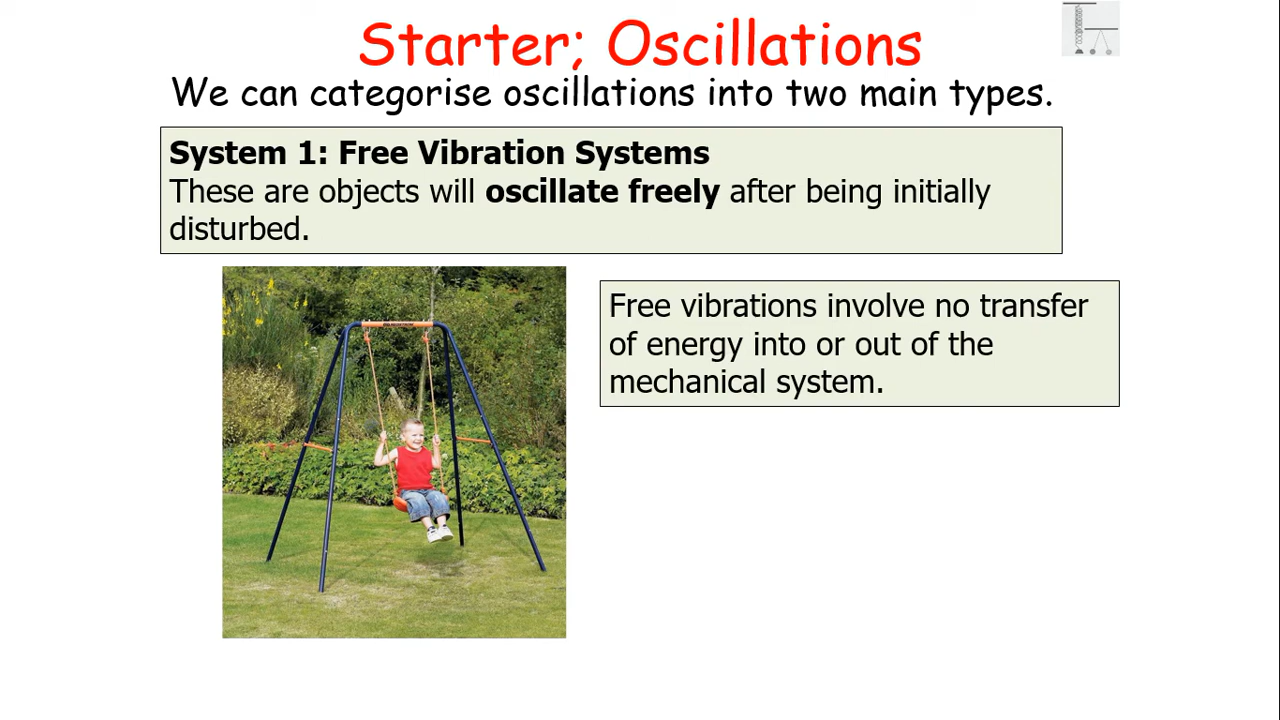 Starter; Oscillations
We can categorise oscillations into two main types.
System 1: Free Vibration Systems
These are objects will oscillate freely after being initially
disturbed.
Free vibrations involve no transfer
of energy into or out of the
mechanical system.